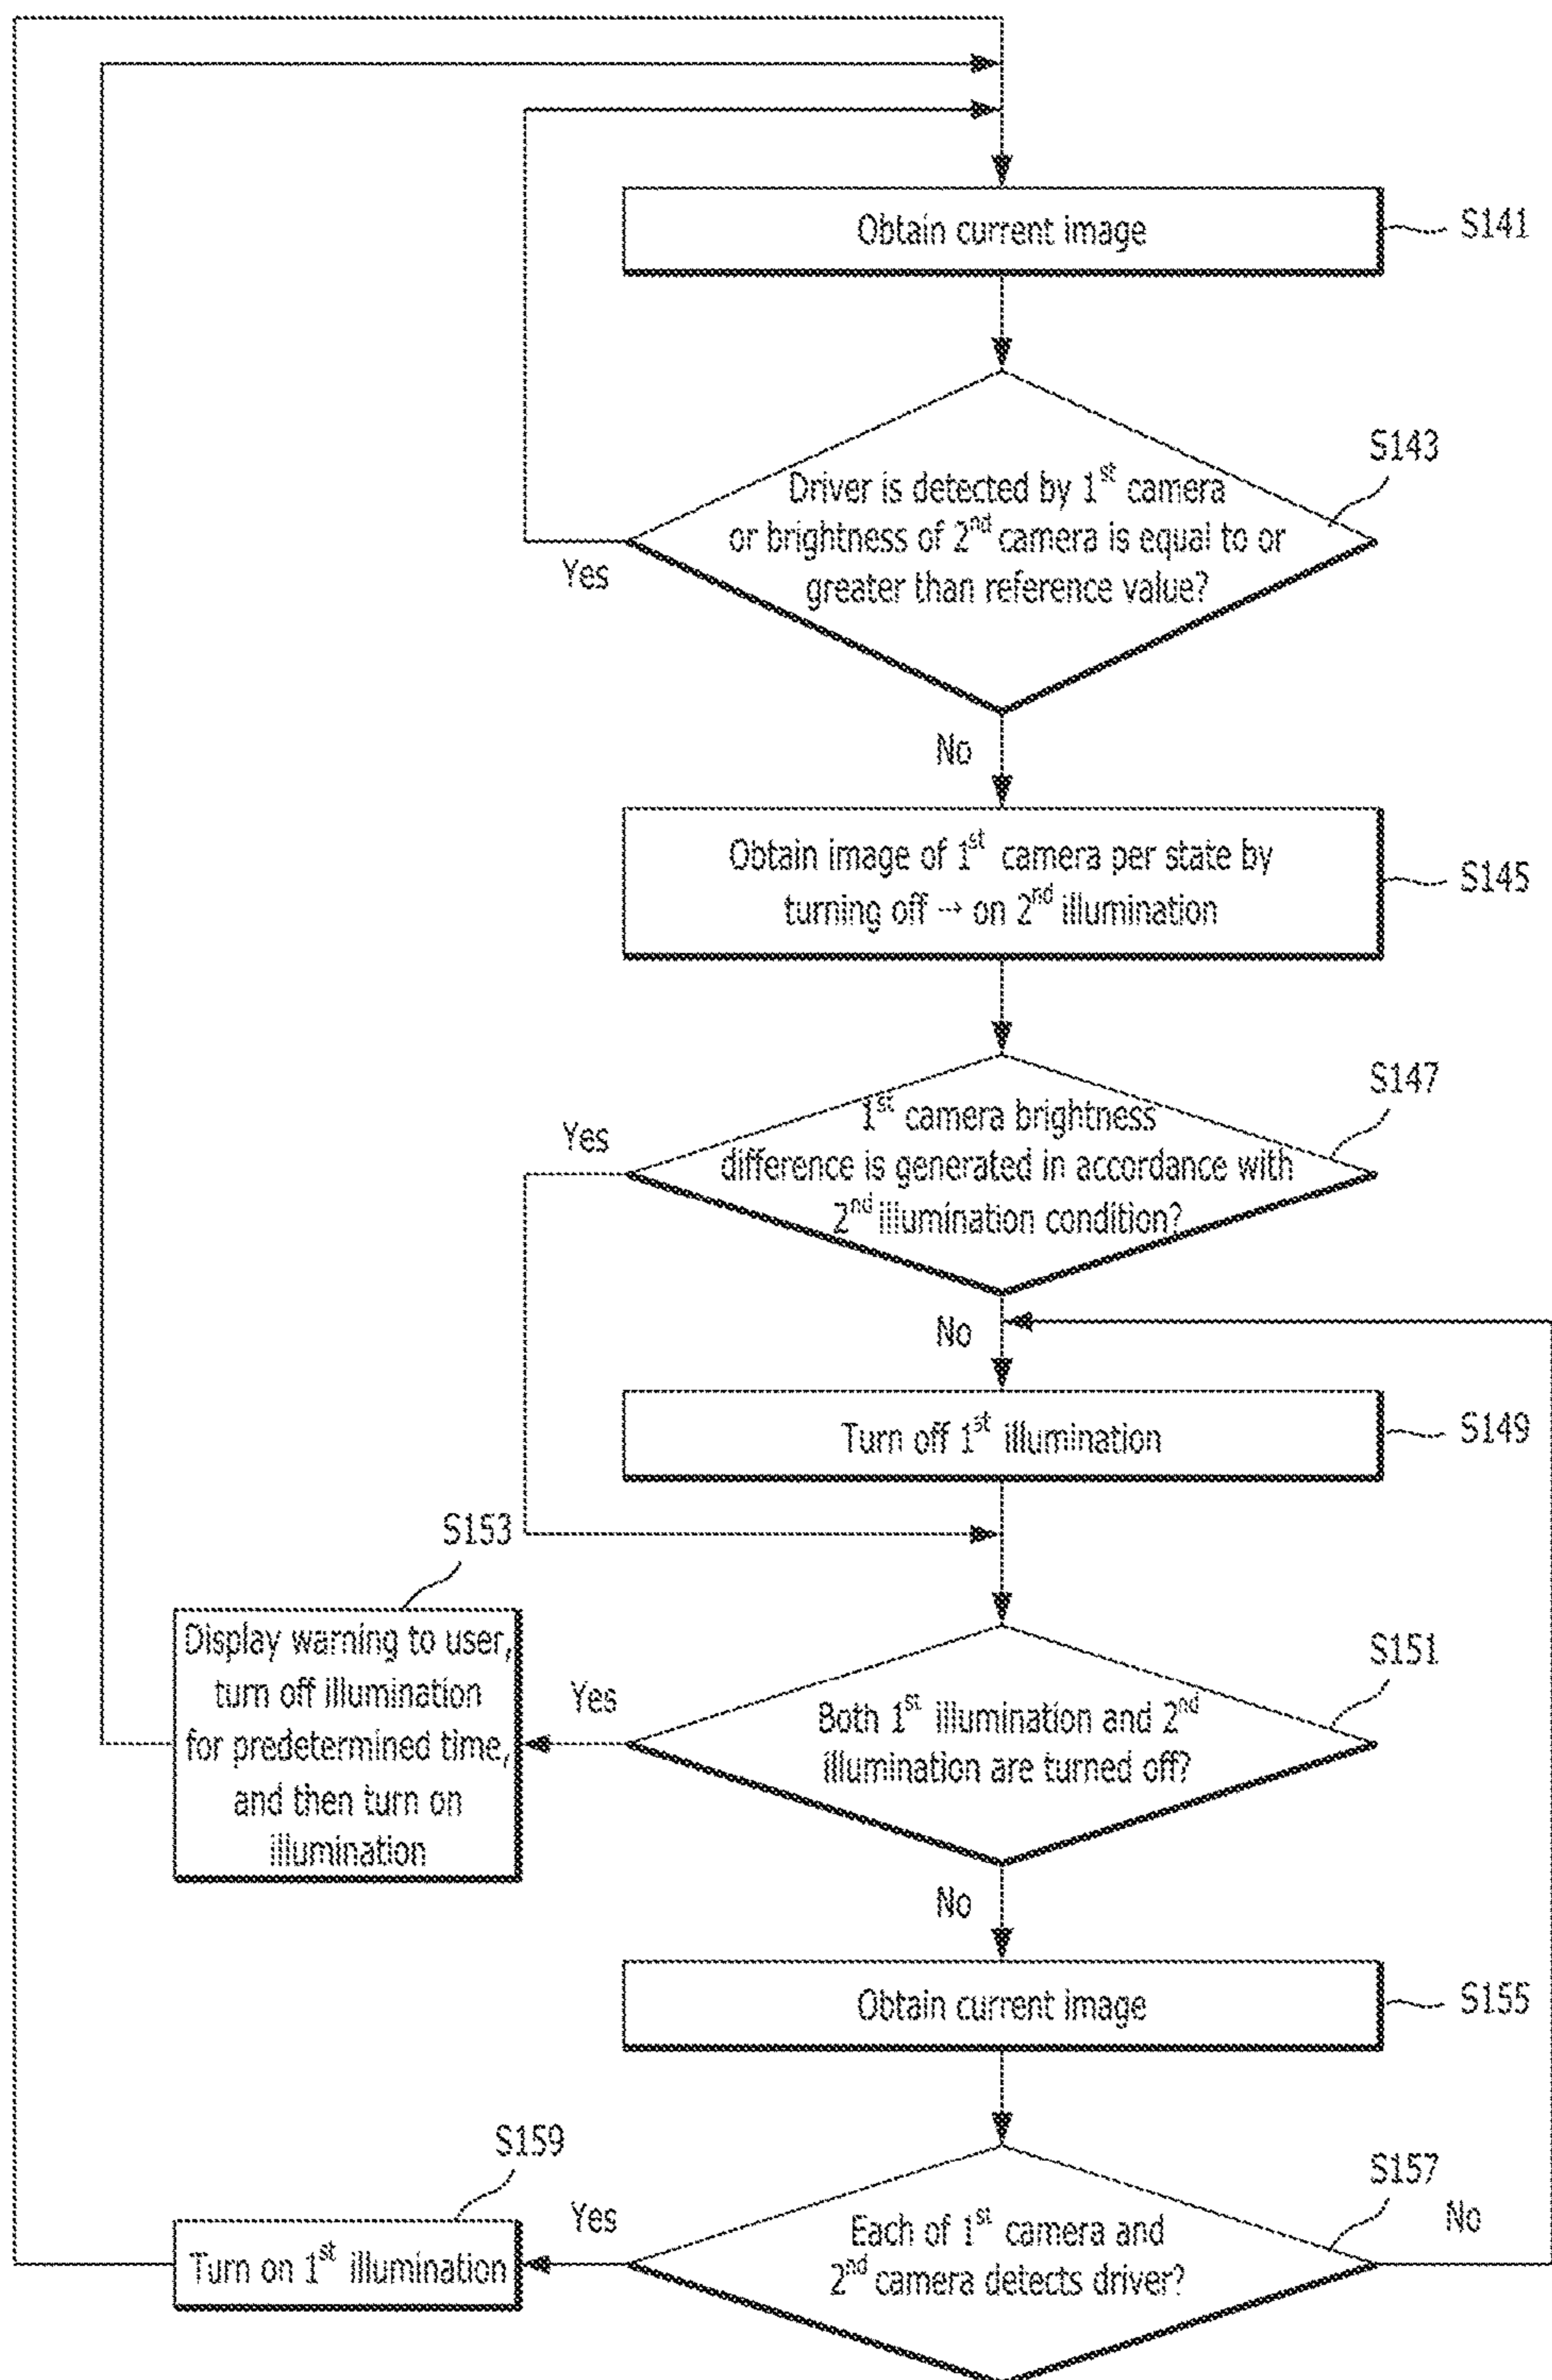 Obtain current image
S141
S143
Driver is detected by 1st camera
or brightness of 2nd camera is equal to or
greater than reference value?
Yes
No
Obtain image of 1st camera per state by
turning off → on 2nd illumination
S145
S147
Yes
1st camera brightness
difference is generated in accordance with
2nd illumination condition?
No
Turn off 1st illumination
S149
S153
Display warning to user,
turn off illumination
for predetermined time,
and then turn on
illumination
Yes
S151
Both 1st illumination and 2nd
illumination are turned off?
No
Obtain current image
S155
S159
Turn on 1st illumination
Yes
S157
No
Each of 1st camera and
2nd camera detects driver?